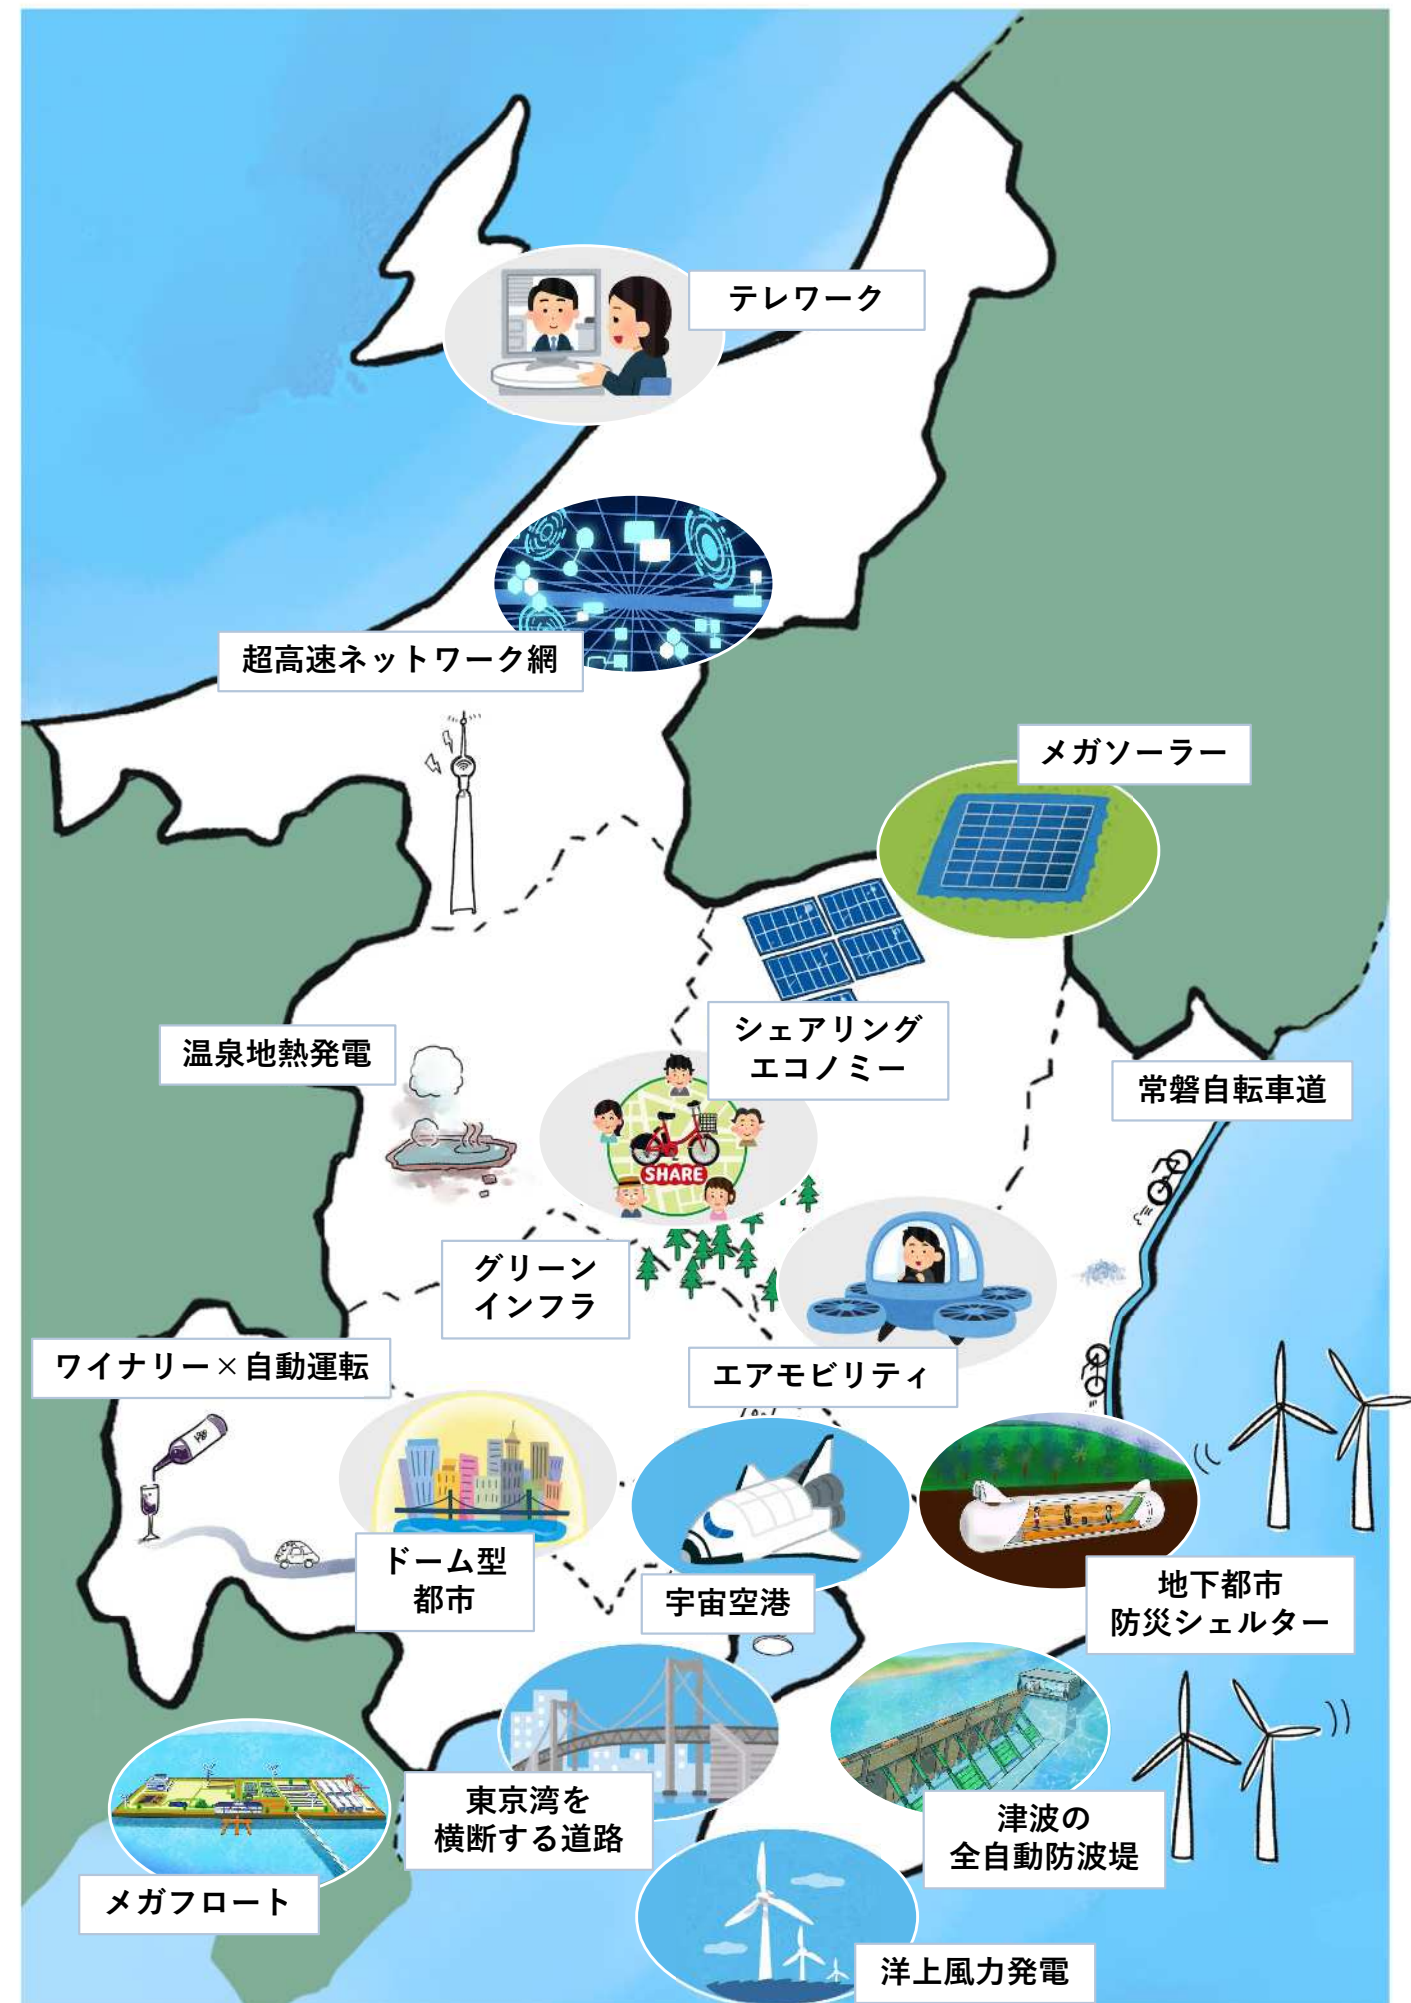 テレワーク
超高速ネットワーク網
メガソーラー
シェアリング
エコノミー
温泉地熱発電
常磐自転車道
SHARE
グリーン
インフラ
ワイナリー×自動運転
エアモビリティ
ドーム型
都市
宇宙空港
地下都市
防災シェルター
東京湾を
横断する道路
津波の
全自動防波堤
メガフロート
洋上風力発電